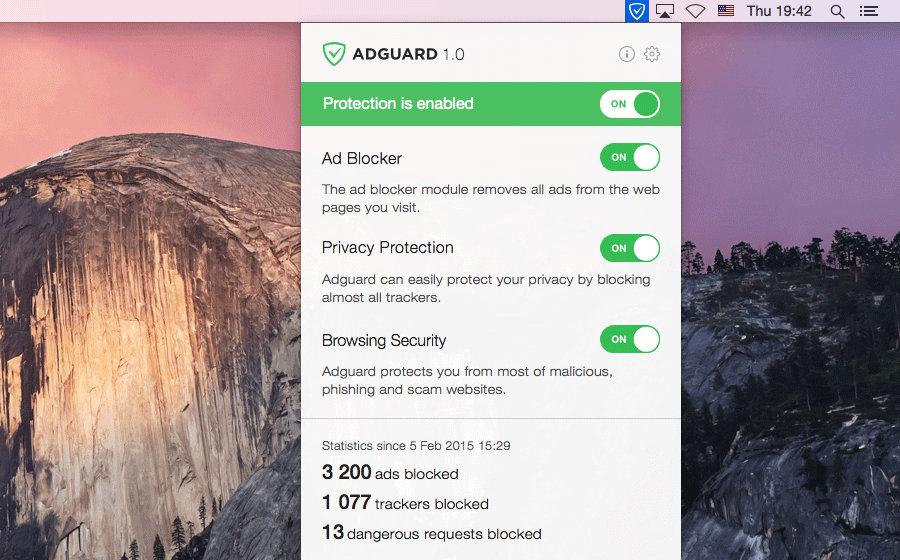 Thu 19:42
ADGUARD 1.0
Protection is enabled
ON
Ad Blocker
ON
The ad blocker module removes all ads from the web
pages you visit.
Privacy Protection
ON
Adguard can easily protect your privacy by blocking
almost all trackers.
Browsing Security
ON
Adguard protects you from most of malicious,
phishing and scam websites.
Statistics since 5 Feb 2015 15:29
3 200 ads blocked
1 077 trackers blocked
13 dangerous requests blocked